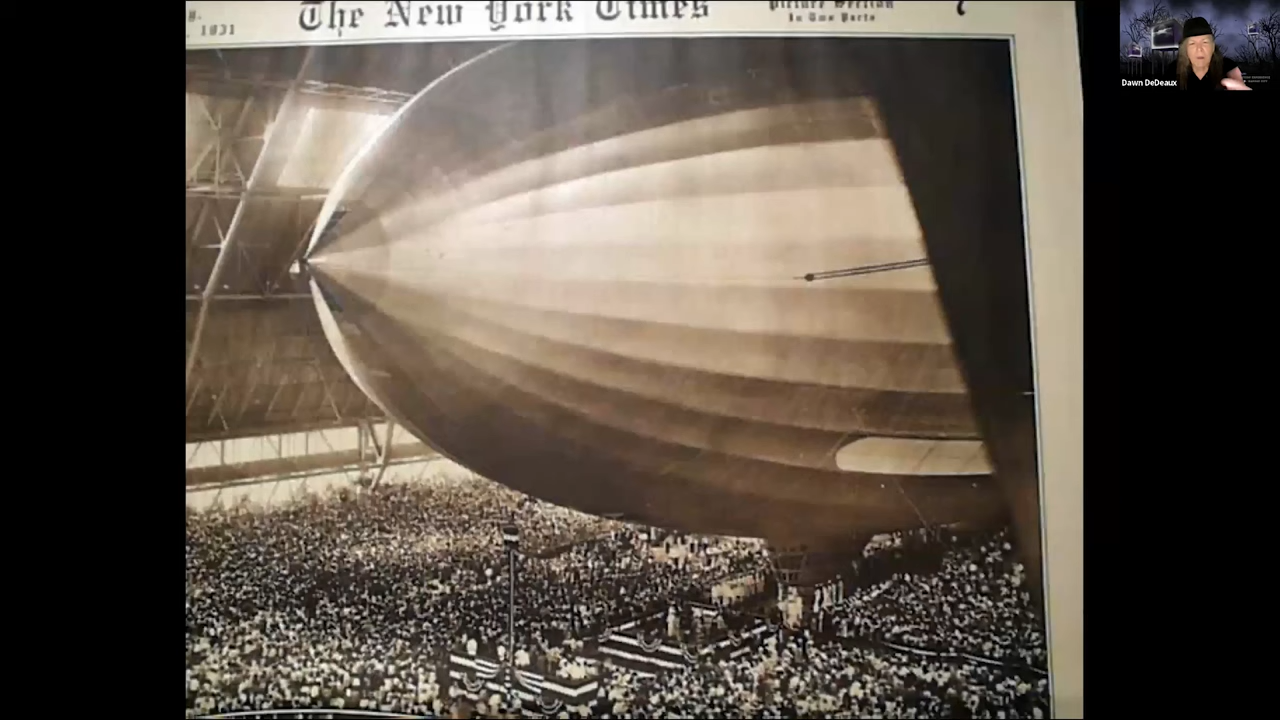 The New York Times
Picture Section
In Two Parts
1931
Dawn DeDeaux